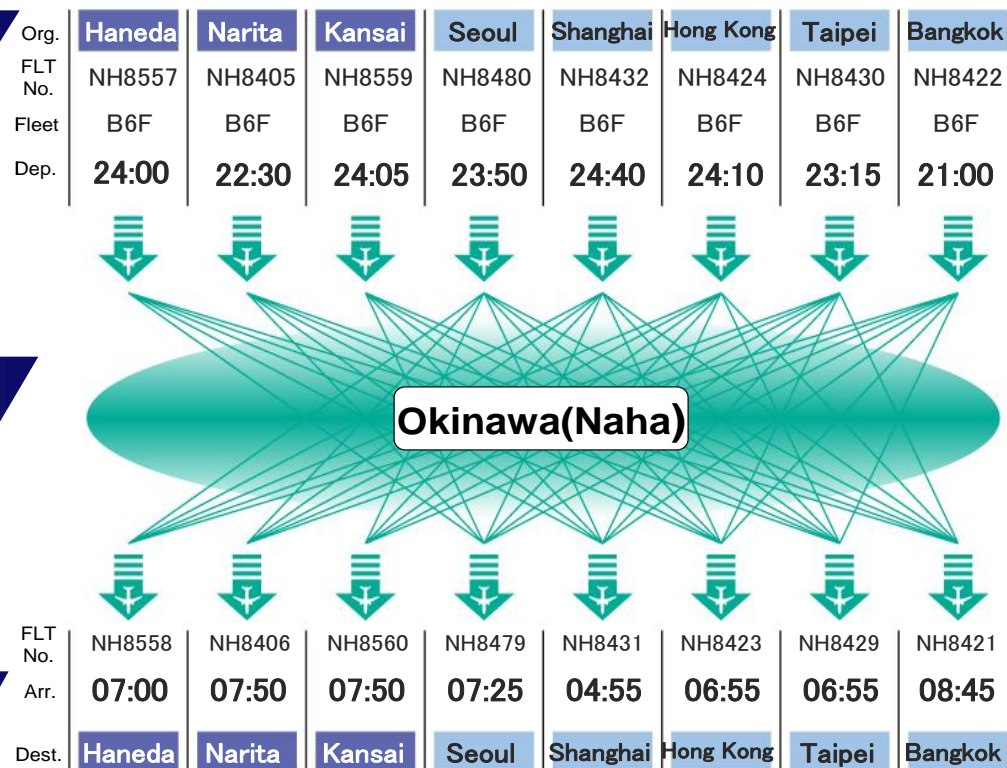 Org. Haneda Narita Kansai Seoul Shanghai Hong Kong Taipei Bangkok
FLT No. NH8557 NH8405 NH8559 NH8480 NH8432 NH8424 NH8430 NH8422
Fleet B6F B6F B6F B6F B6F B6F B6F B6F
Dep. 24:00 22:30 24:05 23:50 24:40 24:10 23:15 21:00
Okinawa(Naha)
FLT No. NH8558 NH8406 NH8560 NH8479 NH8431 NH8423 NH8429 NH8421
Arr. 07:00 07:50 07:50 07:25 04:55 06:55 06:55 08:45
Dest. Haneda Narita Kansai Seoul Shanghai Hong Kong Taipei Bangkok